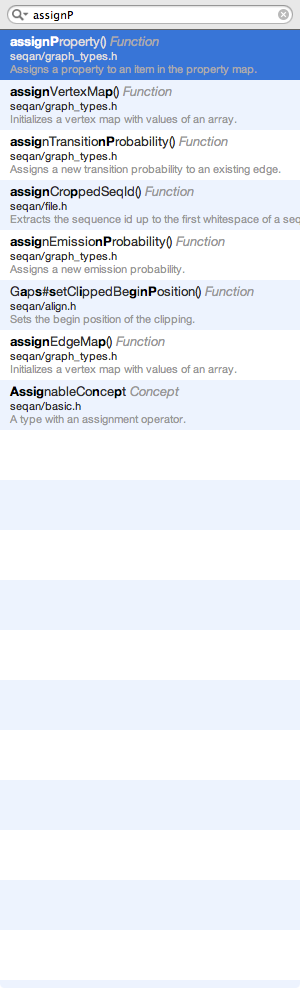 assignP
assignProperty() Function
seqan/graph_types.h
Assigns a property to an item in the property map.
assignVertexMap() Function
seqan/graph_types.h
Initializes a vertex map with values of an array.
assignTransitionProbability() Function
seqan/graph_types.h
Assigns a new transition probability to an existing edge.
assignCroppedSeqId() Function
seqan/file.h
Extracts the sequence id up to the first whitespace of a seq
assignEmissionProbability() Function
seqan/graph_types.h
Assigns a new emission probability.
Gaps#setClippedBeginPosition() Function
seqan/align.h
Sets the begin position of the clipping.
assignEdgeMap() Function
seqan/graph_types.h
Initializes a vertex map with values of an array.
AssignableConcept Concept
seqan/basic.h
A type with an assignment operator.